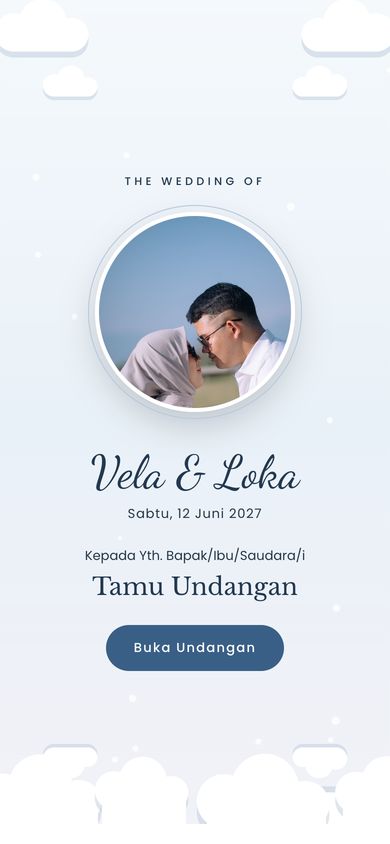 THE WEDDING OF
Vela & Loka
Sabtu, 12 Juni 2027
Kepada Yth. Bapak/Ibu/Saudara/i
Tamu Undangan
Buka Undangan